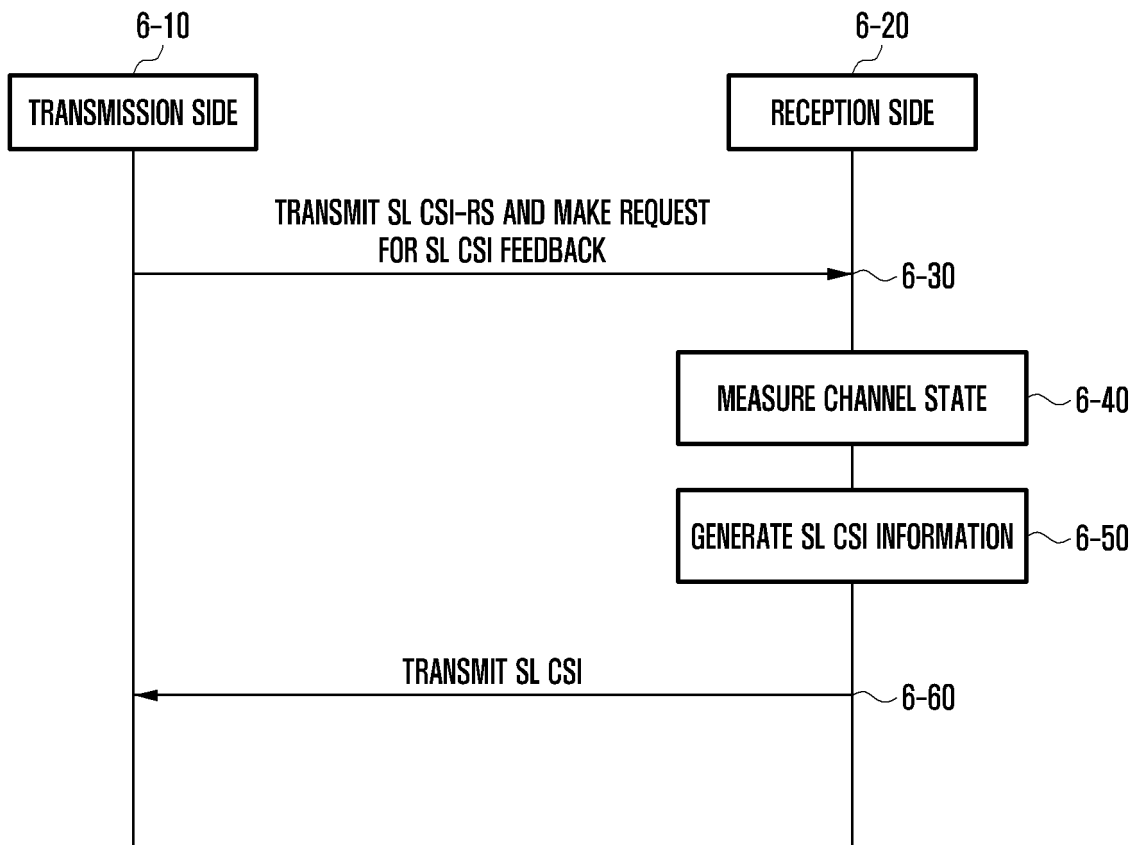 6-10
6-20
TRANSMISSION SIDE
RECEPTION SIDE
TRANSMIT SL CSI-RS AND MAKE REQUEST
FOR SL CSI FEEDBACK
6-30
MEASURE CHANNEL STATE
6-40
GENERATE SL CSI INFORMATION
6-50
TRANSMIT SL CSI
6-60